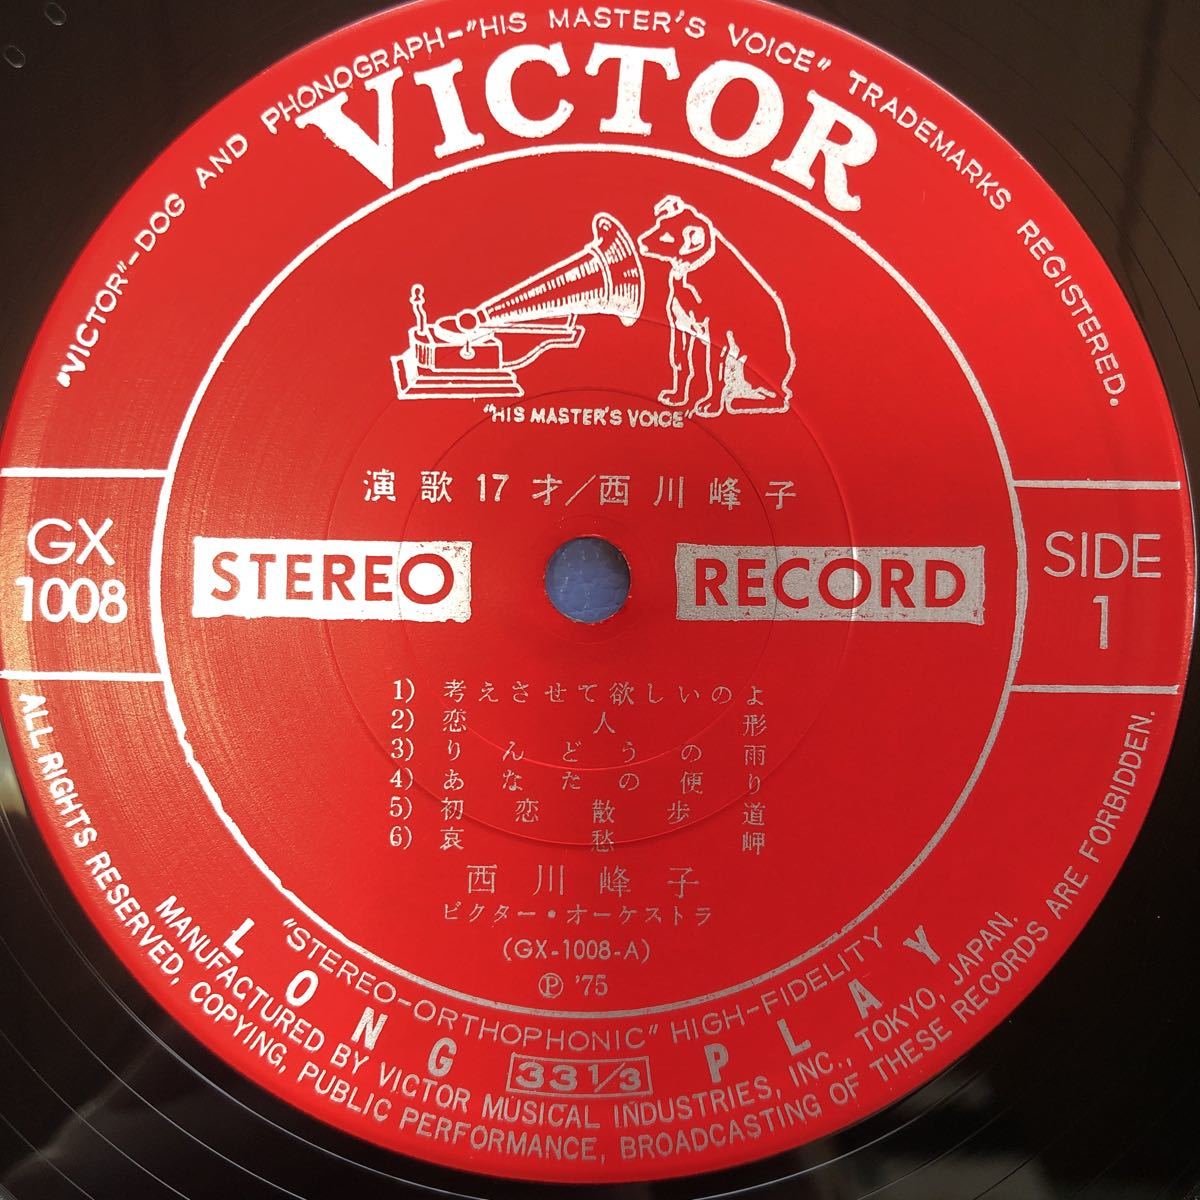 "VICTOR"-DOG AND PHONOGRAPH-"HIS MASTER'S VOICE" TRADEMARKS REGISTERED.
VICTOR
"HIS MASTER'S VOICE"
演歌17才/西川峰子
GX
1008
STEREO
RECORD
SIDE
1
1) 考えさせて欲しいのよ
2) 恋人形
3) りんどうの雨
4) あなたの便り
5) 初恋散歩道
6) 哀愁岬
西川峰子
ビクター・オーケストラ
(GX-1008-A)
Ⓟ '75
"STEREO-ORTHOPHONIC" HIGH-FIDELITY
LONG PLAY
33 1/3
MANUFACTURED BY VICTOR MUSICAL INDUSTRIES, INC., TOKYO, JAPAN.
ALL RIGHTS RESERVED, COPYING, PUBLIC PERFORMANCE, BROADCASTING OF THESE RECORDS ARE FORBIDDEN.